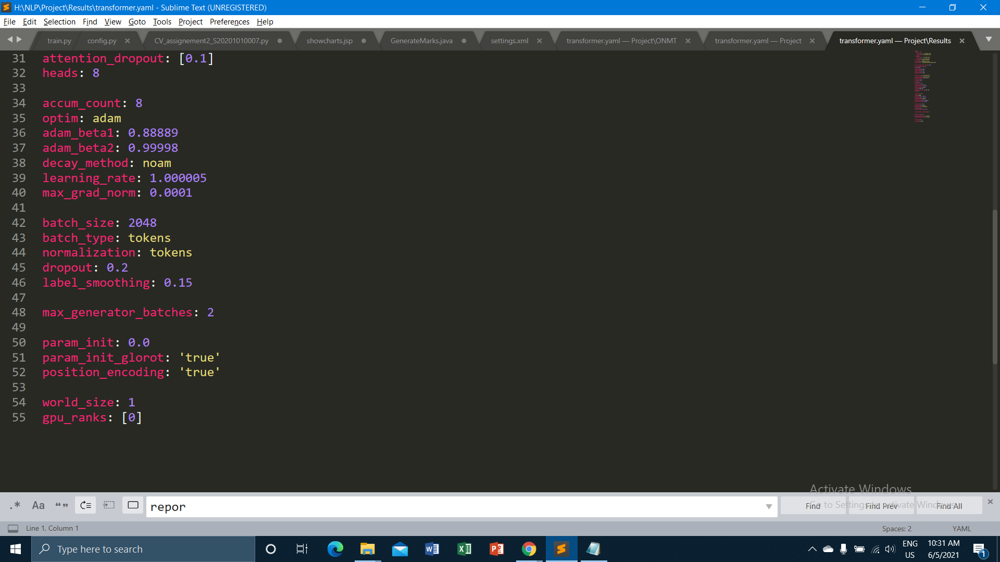 H:\NLP\Project\Results\transformer.yaml - Sublime Text (UNREGISTERED)
File Edit Selection Find View Goto Tools Project Preferences Help
train.py config.py CV_assignement2_S20201010007.py showcharts.jsp GenerateMarks.java settings.xml transformer.yaml — Project\ONMT transformer.yaml — Project transformer.yaml — Project\Results
31 attention_dropout: [0.1]
32 heads: 8
33
34 accum_count: 8
35 optim: adam
36 adam_beta1: 0.88889
37 adam_beta2: 0.99998
38 decay_method: noam
39 learning_rate: 1.000005
40 max_grad_norm: 0.0001
41
42 batch_size: 2048
43 batch_type: tokens
44 normalization: tokens
45 dropout: 0.2
46 label_smoothing: 0.15
47
48 max_generator_batches: 2
49
50 param_init: 0.0
51 param_init_glorot: 'true'
52 position_encoding: 'true'
53
54 world_size: 1
55 gpu_ranks: [0]
Activate Windows
Go to Settings to activate Windows.
.* Aa “” repor Find Find Prev Find All
Line 1, Column 1 Spaces: 2 YAML
Type here to search
ENG
US
10:31 AM
6/5/2021
1